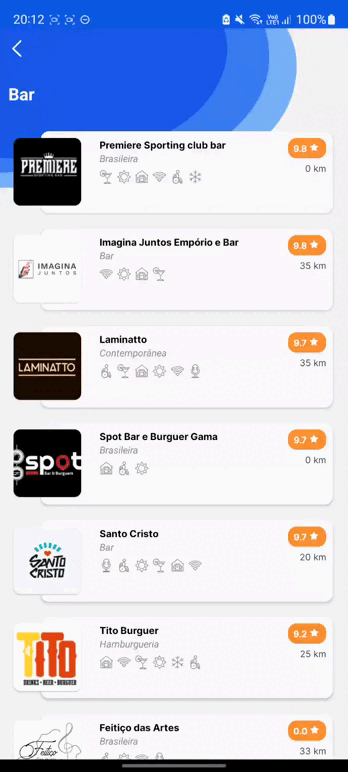 20:12
Vo)) LTE1 100%
Bar
PREMIERE
SPORTING BAR
Premiere Sporting club bar
Brasileira
9.8
0 km
IMAGINA
JUNTOS
Imagina Juntos Empório e Bar
Bar
9.8
35 km
LAMINATTO
Laminatto
Contemporânea
9.7
35 km
spot
Bar e Burguer
Spot Bar e Burguer Gama
Brasileira
9.7
0 km
SANTO
CRISTO
Santo Cristo
Bar
9.7
20 km
TITO
DRINKS - BEER - BURGUER
Tito Burguer
Hamburgueria
9.2
25 km
Feitiço
Feitiço das Artes
Brasileira
0.0
33 km